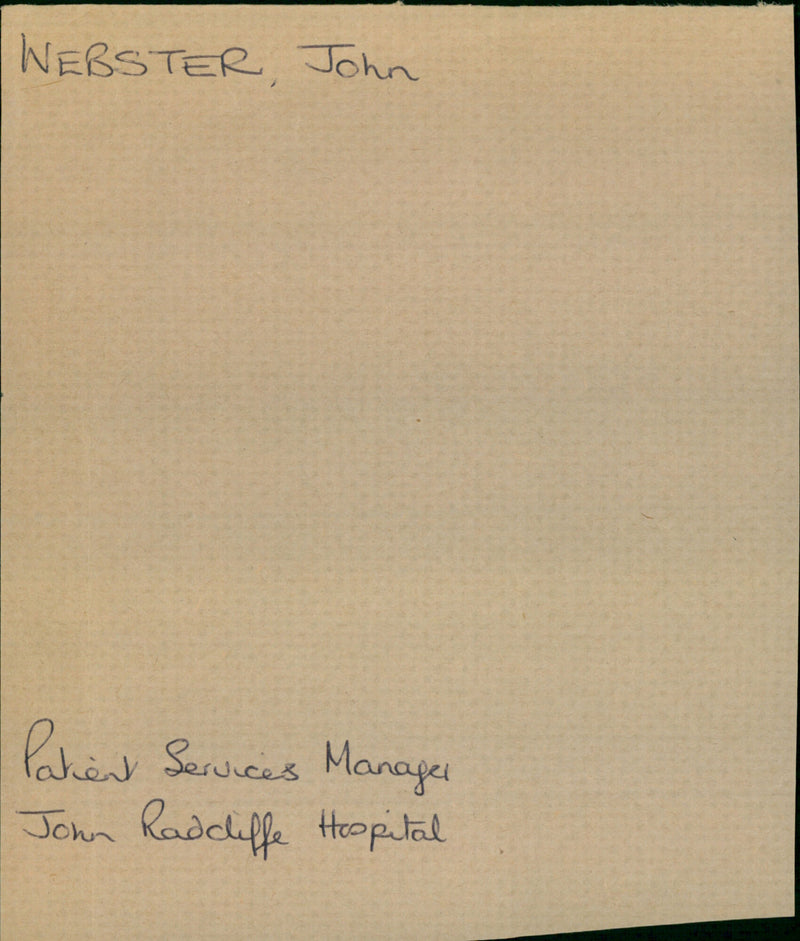 WEBSTER, John
Patient Services Manager
John Radcliffe Hospital